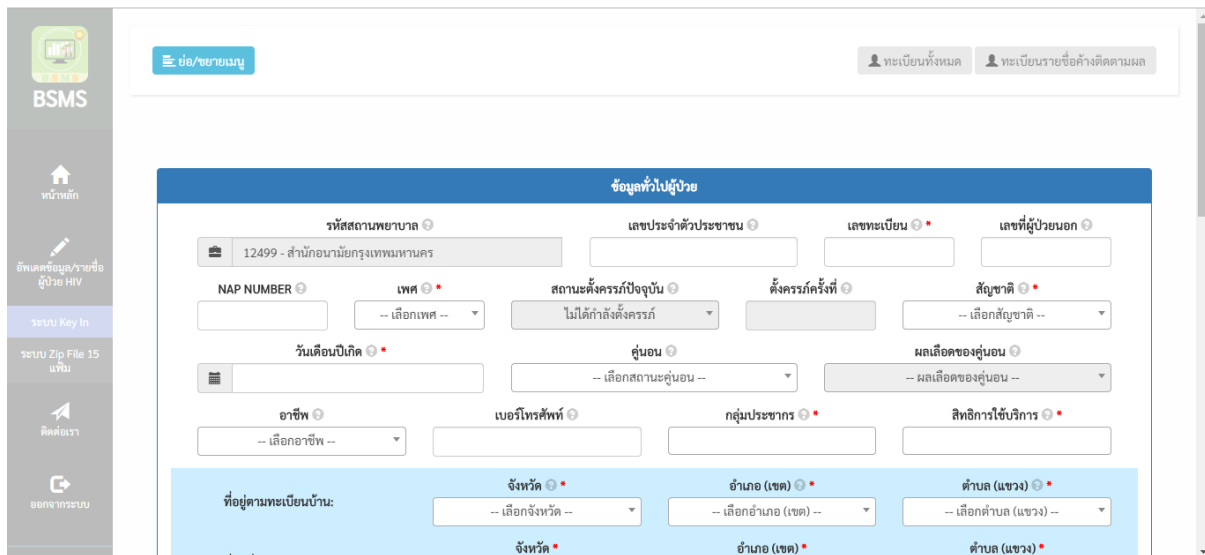 BSMS
BSMS
ย่อ/ขยายเมนู
ทะเบียนทั้งหมด
ทะเบียนรายชื่อค้างติดตามผล
หน้าหลัก
อัพเดตข้อมูล/รายชื่อ
ผู้ป่วย HIV
ระบบ Key In
ระบบ Zip File 15
แฟ้ม
ติดต่อเรา
ออกจากระบบ
ข้อมูลทั่วไปผู้ป่วย
รหัสสถานพยาบาล เลขประจำตัวประชาชน เลขทะเบียน * เลขที่ผู้ป่วยนอก
12499 - สำนักอนามัยกรุงเทพมหานคร
NAP NUMBER เพศ * สถานะตั้งครรภ์ปัจจุบัน ตั้งครรภ์ครั้งที่ สัญชาติ *
-- เลือกเพศ -- ไม่ได้กำลังตั้งครรภ์ -- เลือกสัญชาติ --
วันเดือนปีเกิด * คู่นอน ผลเลือดของคู่นอน
-- เลือกสถานะคู่นอน -- -- ผลเลือดของคู่นอน --
อาชีพ เบอร์โทรศัพท์ กลุ่มประชากร * สิทธิการใช้บริการ *
-- เลือกอาชีพ --
จังหวัด * อำเภอ (เขต) * ตำบล (แขวง) *
ที่อยู่ตามทะเบียนบ้าน: -- เลือกจังหวัด -- -- เลือกอำเภอ (เขต) -- -- เลือกตำบล (แขวง) --
จังหวัด * อำเภอ (เขต) * ตำบล (แขวง) *